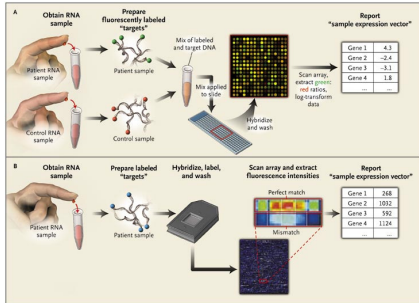 A
Obtain RNA
sample
Prepare
fluorescently labeled
"targets"
Mix of labeled
and target DNA
Report
"sample expression vector"
Patient RNA
sample
Patient sample
Mix applied
to slide
Scan array,
extract green:
red ratios,
log-transform
data
Gene 1 4.3
Gene 2 −2.4
Gene 3 −3.1
Gene 4 1.8
... ...
Control RNA
sample
Control sample
Hybridize
and wash
B
Obtain RNA
sample
Prepare labeled
"targets"
Hybridize, label,
and wash
Scan array and extract
fluorescence intensities
Report
"sample expression vector"
Patient RNA
sample
Patient sample
Perfect match
Mismatch
Gene 1 268
Gene 2 1032
Gene 3 592
Gene 4 1124
... ...